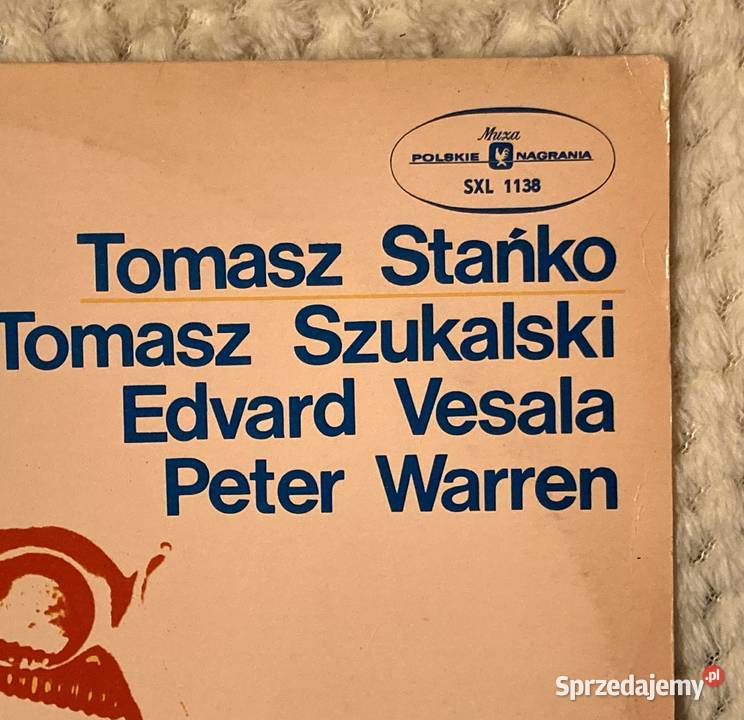 Muza
POLSKIE NAGRANIA
SXL 1138
Tomasz Stańko
Tomasz Szukalski
Edvard Vesala
Peter Warren
Sprzedajemy.pl